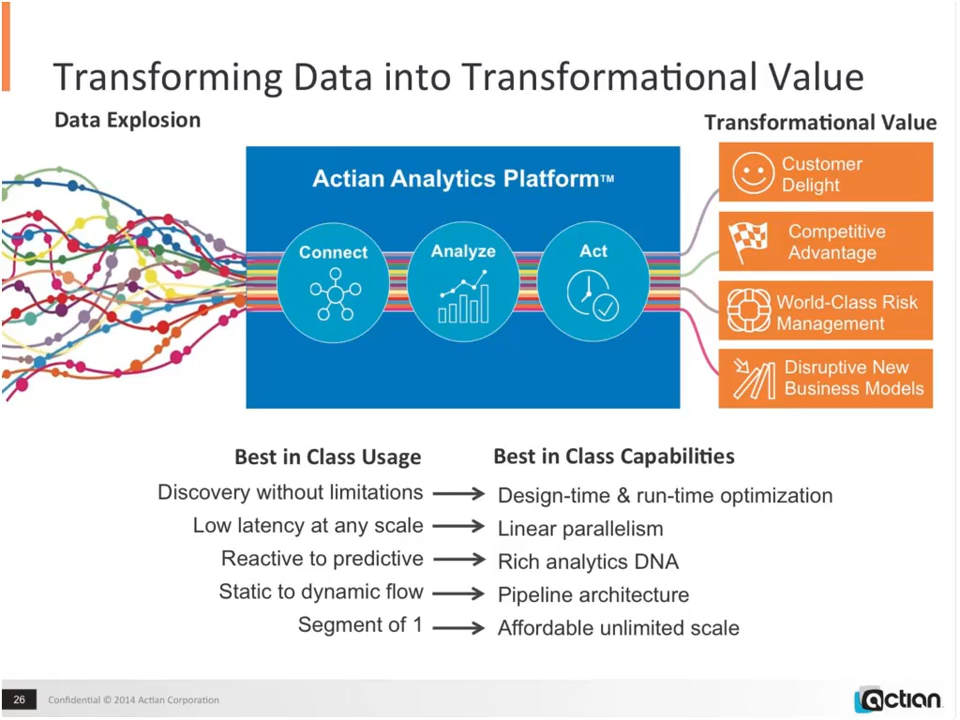 Transforming Data into Transformational Value
Data Explosion
Transformational Value
Actian Analytics Platform™
Connect
Analyze
Act
Customer
Delight
Competitive
Advantage
World-Class Risk
Management
Disruptive New
Business Models
Best in Class Usage
Best in Class Capabilities
Discovery without limitations
Design-time & run-time optimization
Low latency at any scale
Linear parallelism
Reactive to predictive
Rich analytics DNA
Static to dynamic flow
Pipeline architecture
Segment of 1
Affordable unlimited scale
26
Confidential © 2014 Actian Corporation
actian